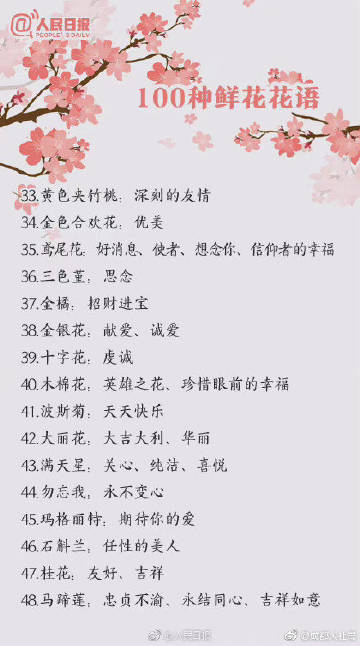 人民日报
PEOPLE'S DAILY
100种鲜花花语
33.黄色夹竹桃：深刻的友情
34.金色合欢花：优美
35.鸢尾花：好消息、使者、想念你、信仰者的幸福
36.三色堇：思念
37.金橘：招财进宝
38.金银花：献爱、诚爱
39.十字花：虔诚
40.木棉花：英雄之花、珍惜眼前的幸福
41.波斯菊：天天快乐
42.大丽花：大吉大利、华丽
43.满天星：关心、纯洁、喜悦
44.勿忘我：永不变心
45.玛格丽特：期待你的爱
46.石斛兰：任性的美人
47.桂花：友好、吉祥
48.马蹄莲：忠贞不渝、永结同心、吉祥如意
@人民日报